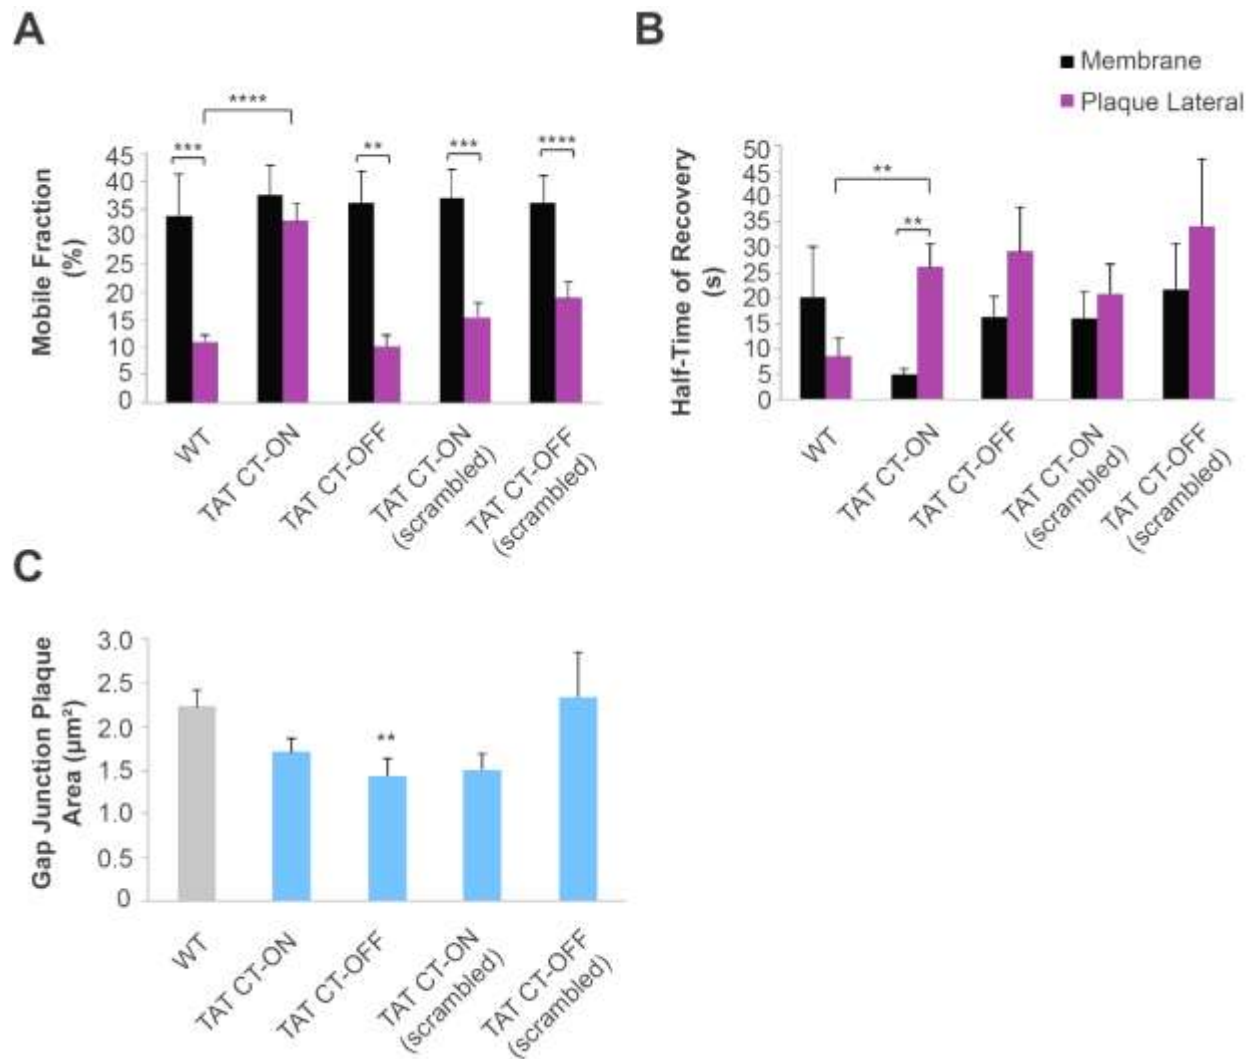 A
****
***
**
***
****
45
40
35
30
25
20
15
10
5
0
Mobile Fraction
(%)
WT
TAT CT-ON
TAT CT-OFF
TAT CT-ON
(scrambled)
TAT CT-OFF
(scrambled)
B
Membrane
Plaque Lateral
**
**
50
45
40
35
30
25
20
15
10
5
0
Half-Time of Recovery
(s)
WT
TAT CT-ON
TAT CT-OFF
TAT CT-ON
(scrambled)
TAT CT-OFF
(scrambled)
C
**
3.0
2.5
2.0
1.5
1.0
0.5
0
Gap Junction Plaque
Area (µm²)
WT
TAT CT-ON
TAT CT-OFF
TAT CT-ON
(scrambled)
TAT CT-OFF
(scrambled)